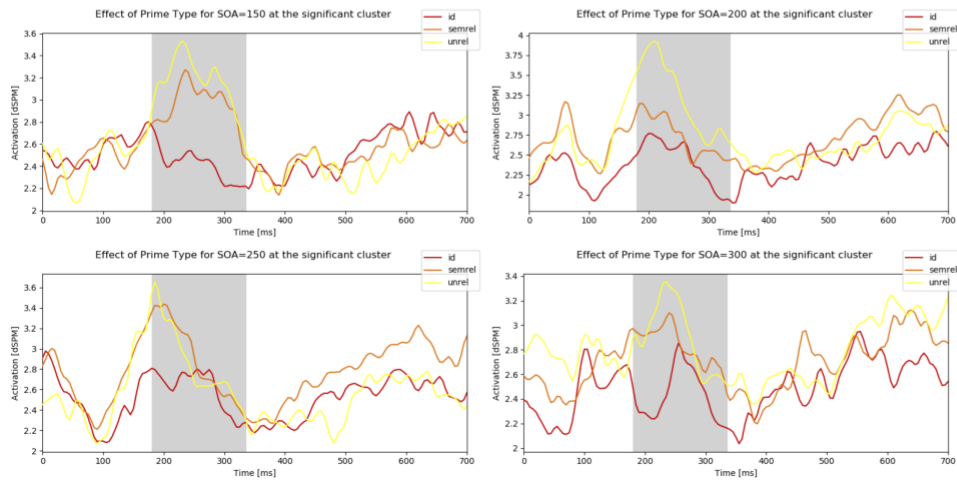 Effect of Prime Type for SOA=150 at the significant cluster
id
semrel
unrel
3.6
3.4
3.2
3
2.8
2.6
2.4
2.2
2
Activation [dSPM]
0 100 200 300 400 500 600 700
Time [ms]
Effect of Prime Type for SOA=200 at the significant cluster
id
semrel
unrel
4
3.75
3.5
3.25
3
2.75
2.5
2.25
2
Activation [dSPM]
0 100 200 300 400 500 600 700
Time [ms]
Effect of Prime Type for SOA=250 at the significant cluster
id
semrel
unrel
3.6
3.4
3.2
3
2.8
2.6
2.4
2.2
2
Activation [dSPM]
0 100 200 300 400 500 600 700
Time [ms]
Effect of Prime Type for SOA=300 at the significant cluster
id
semrel
unrel
3.4
3.2
3
2.8
2.6
2.4
2.2
2
Activation [dSPM]
0 100 200 300 400 500 600 700
Time [ms]